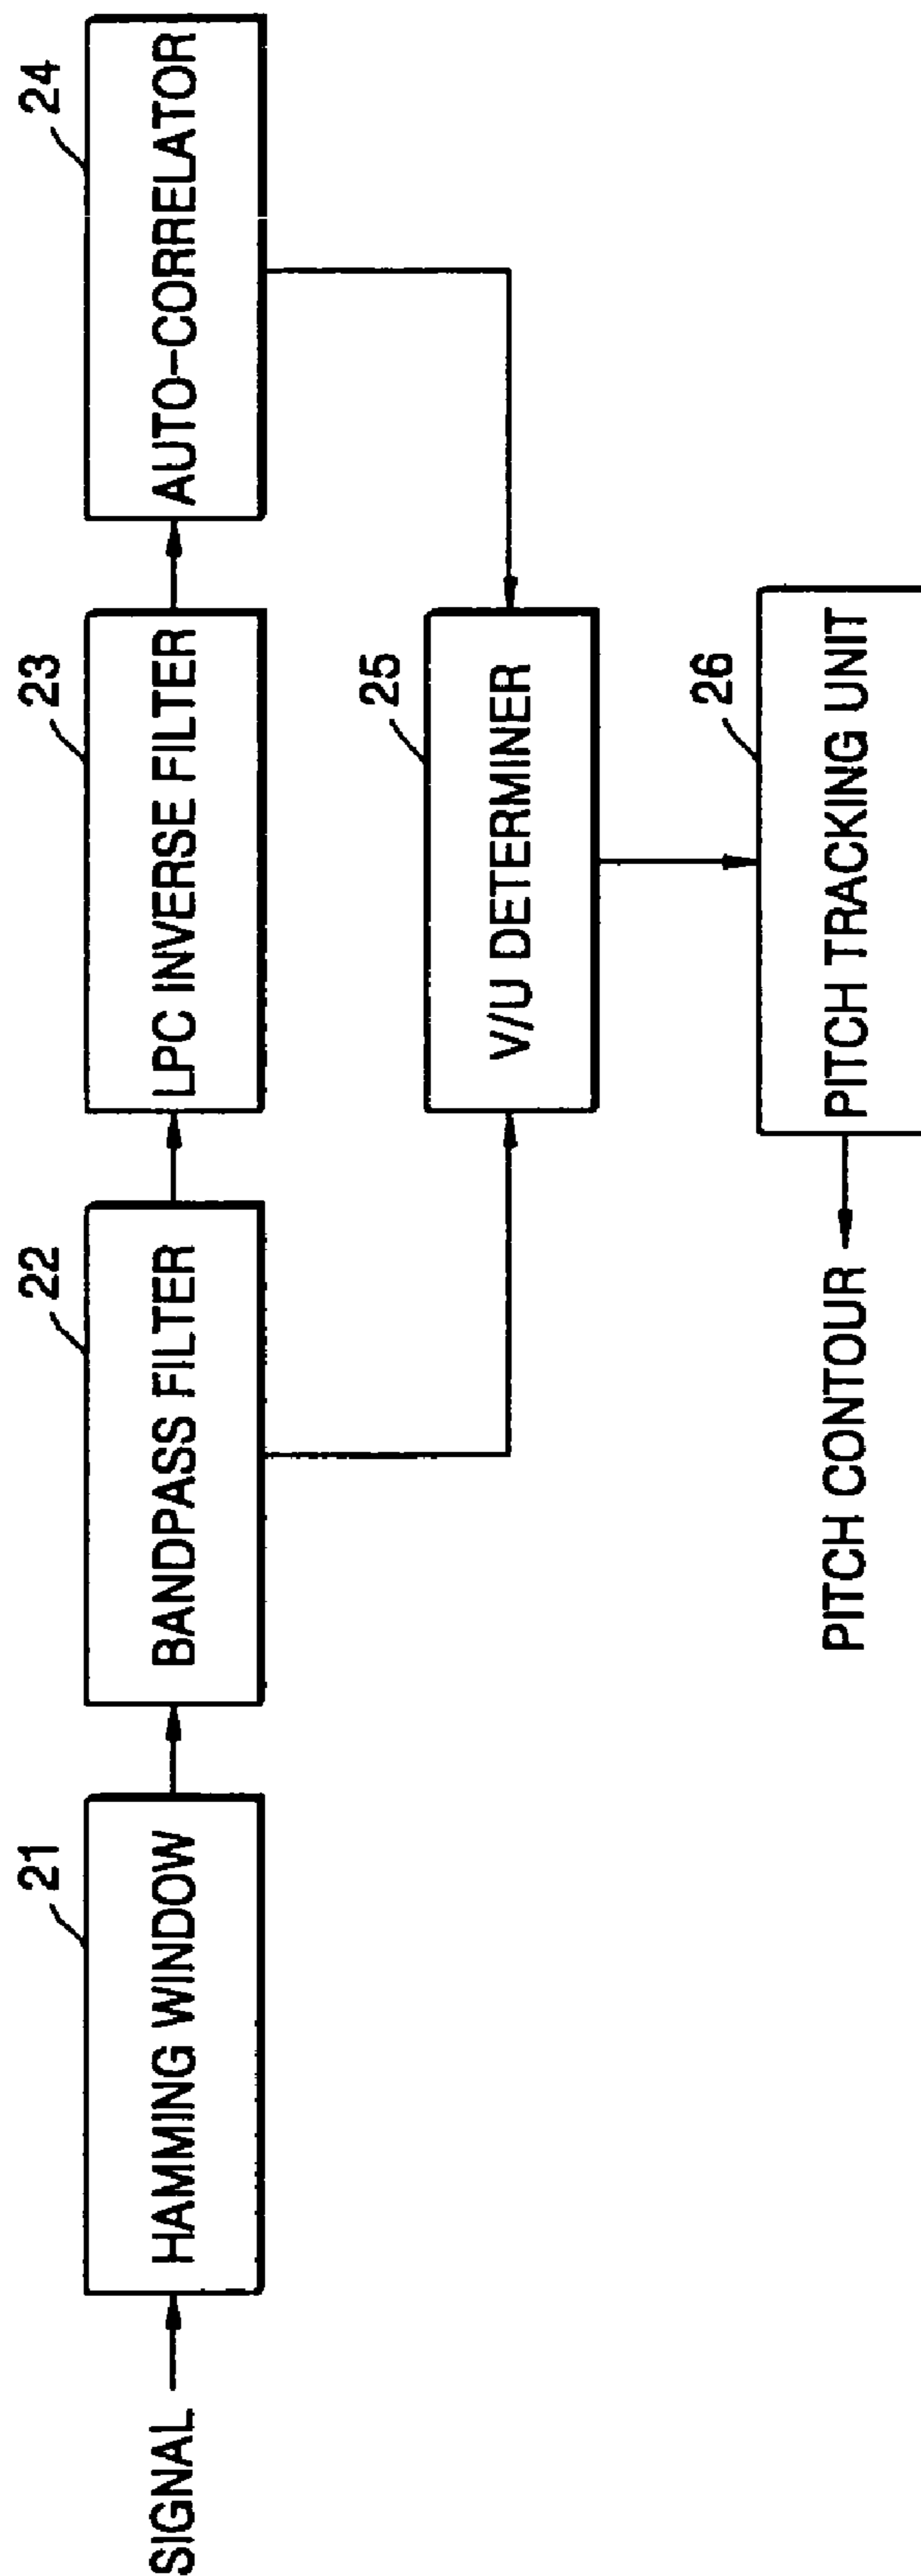 21
22
23
24
SIGNAL
HAMMING WINDOW
BANDPASS FILTER
LPC INVERSE FILTER
AUTO-CORRELATOR
25
V/U DETERMINER
26
PITCH CONTOUR
PITCH TRACKING UNIT